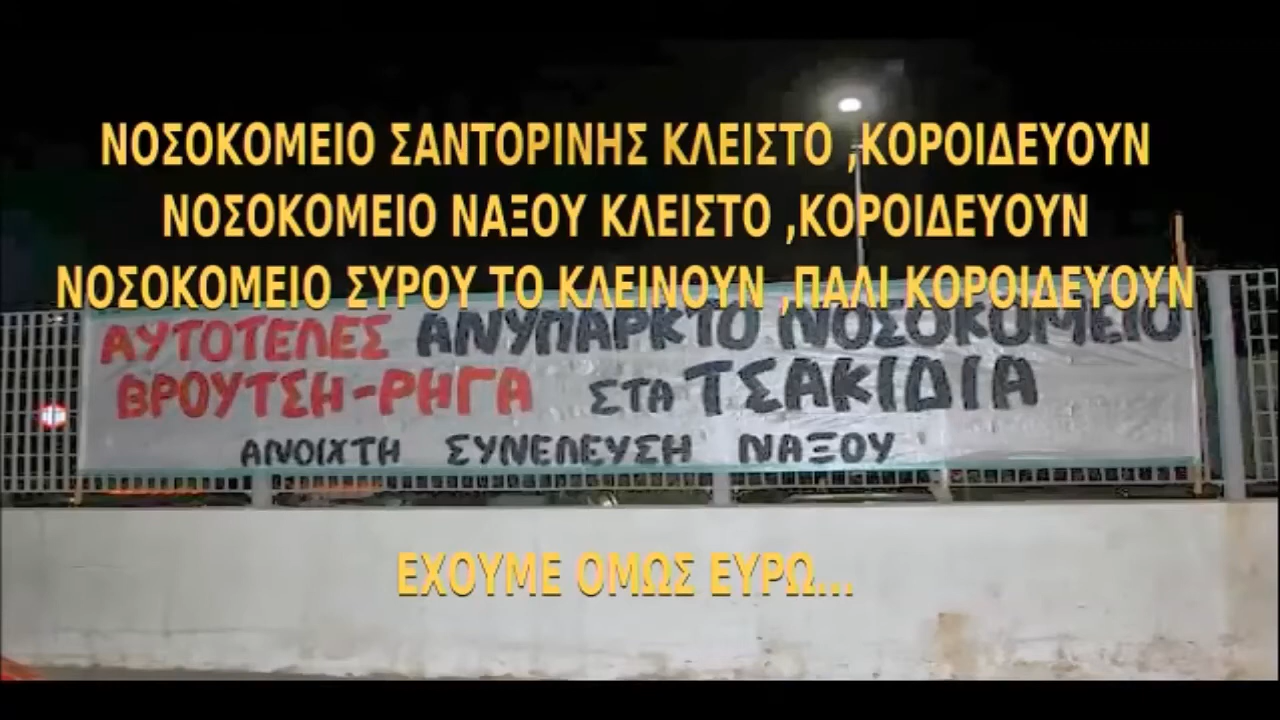 ΝΟΣΟΚΟΜΕΙΟ ΣΑΝΤΟΡΙΝΗΣ ΚΛΕΙΣΤΟ ,ΚΟΡΟΙΔΕΥΟΥΝ
ΝΟΣΟΚΟΜΕΙΟ ΝΑΞΟΥ ΚΛΕΙΣΤΟ ,ΚΟΡΟΙΔΕΥΟΥΝ
ΝΟΣΟΚΟΜΕΙΟ ΣΥΡΟΥ ΤΟ ΚΛΕΙΝΟΥΝ ,ΠΑΛΙ ΚΟΡΟΙΔΕΥΟΥΝ
ΑΥΤΟΤΕΛΕΣ ΑΝΥΠΑΡΚΤΟ ΝΟΣΟΚΟΜΕΙΟ
ΒΡΟΥΤΣΗ-ΡΗΓΑ ΣΤΑ ΤΣΑΚΙΔΙΑ
ΑΝΟΙΧΤΗ ΣΥΝΕΛΕΥΣΗ ΝΑΞΟΥ
ΕΧΟΥΜΕ ΟΜΩΣ ΕΥΡΩ...